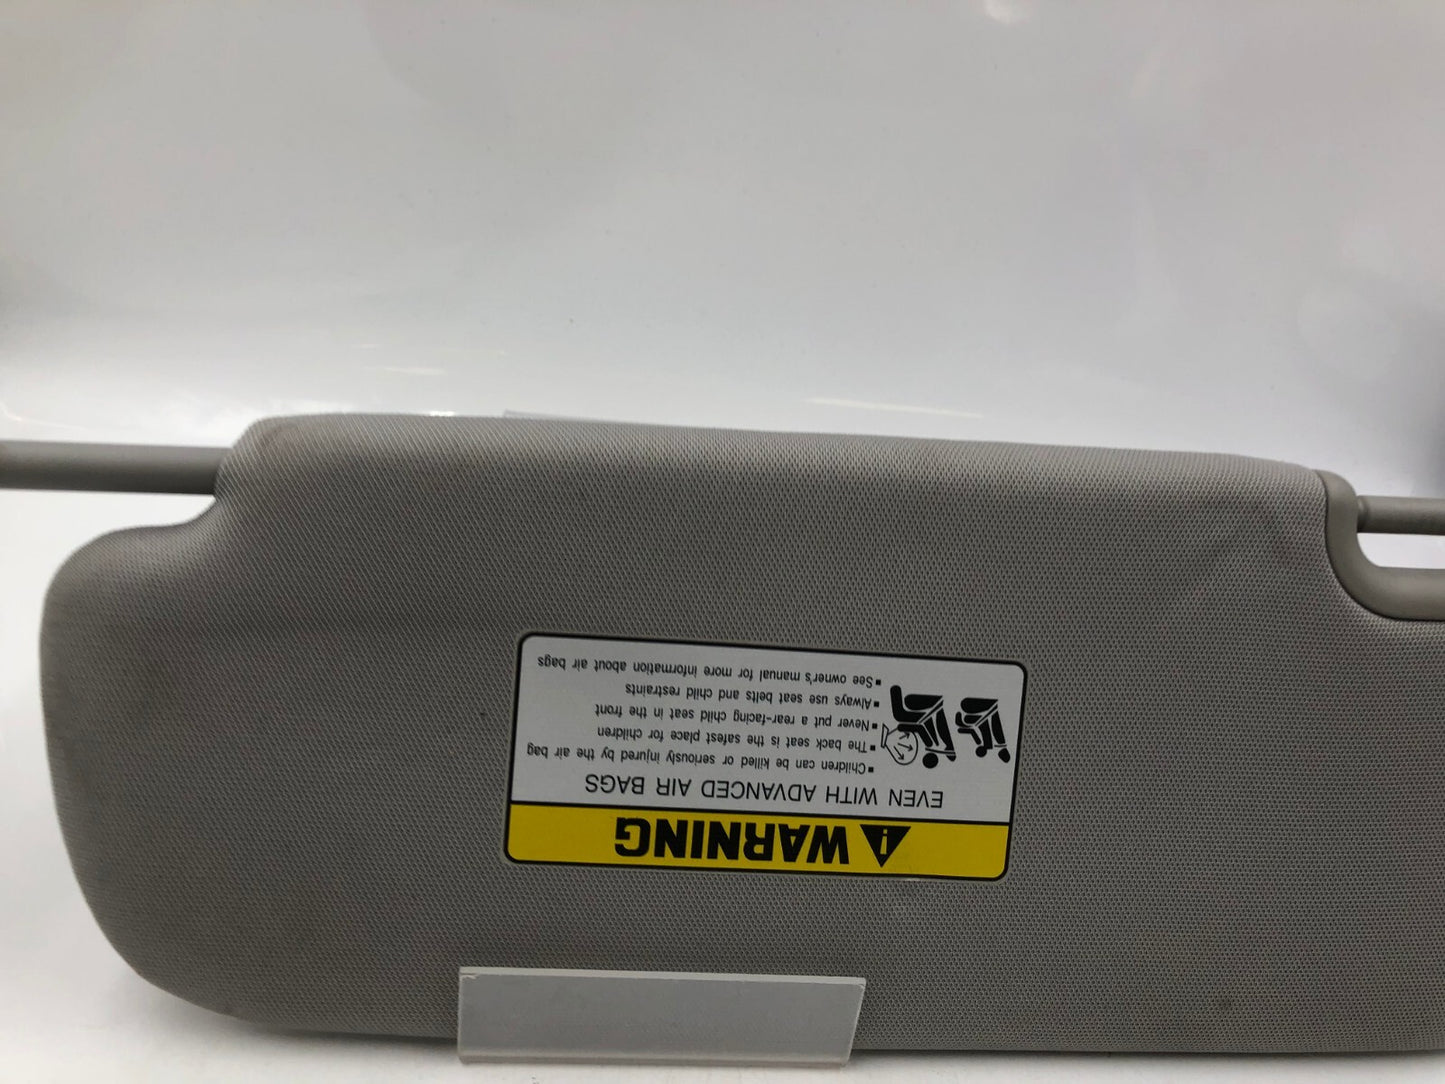 WARNING
EVEN WITH ADVANCED AIR BAGS
▪ Children can be killed or seriously injured by the air bag
▪ The back seat is the safest place for children
▪ Never put a rear-facing child seat in the front
▪ Always use seat belts and child restraints
▪ See owner's manual for more information about air bags